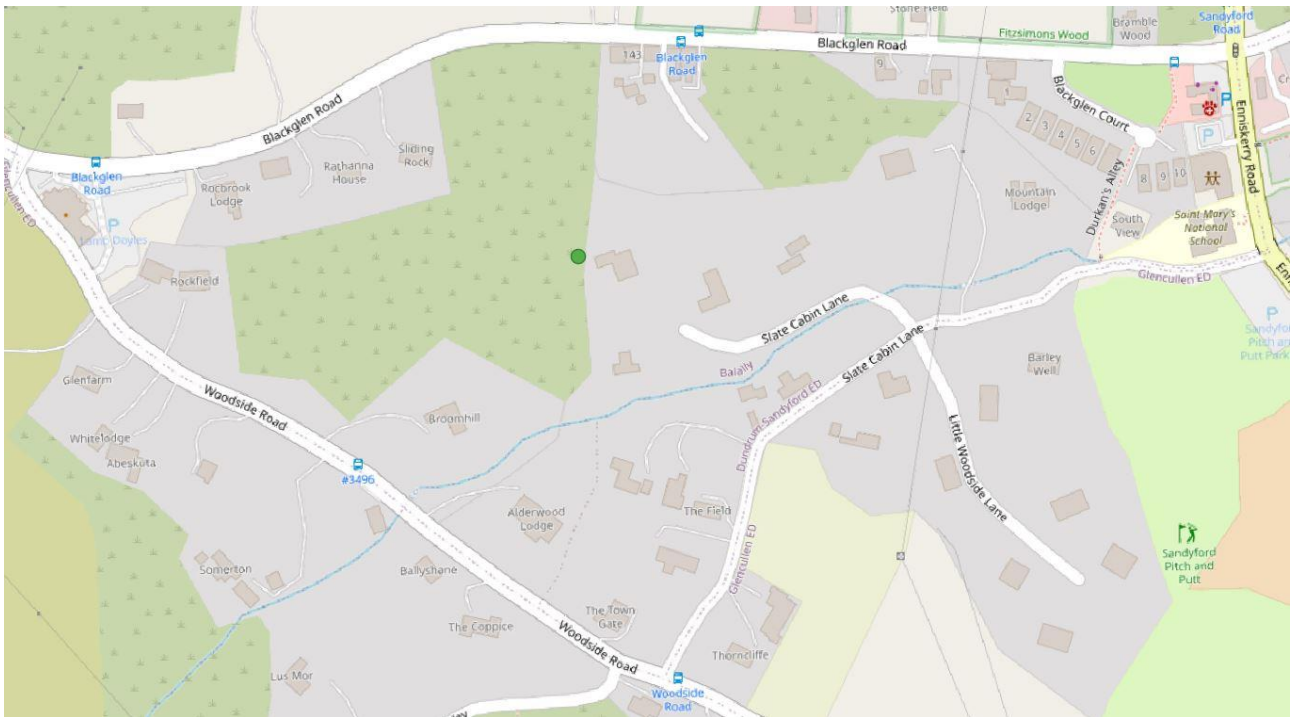 Stone Field
Bramble
Wood
Sandyford
Road
Fitzsimons Wood
Blackglen Road
143
Blackglen
Road
9
1
Blackglen Court
2
3
4
5
6
Blackglen Road
Enniskerry Road
P
P
Sliding
Rock
Rathanna
House
Rocbrook
Lodge
Blackglen
Road
Glencullen ED
P
Lamb Doyles
Mountain
Lodge
Durkan's Alley
8
9
10
South
View
Saint Mary's
National
School
Glencullen ED
Rockfield
Slate Cabin Lane
P
Pitch and
Putt Park
Slate Cabin Lane
Balally
Barley
Well
Glenfarm
Woodside Road
Broomhill
Dundrum-Sandyford ED
Whitelodge
Abeskuta
#3496
Little Woodside Lane
Alderwood
Lodge
The Field
Sandyford
Pitch and
Putt
Somerton
Ballyshane
Glencullen ED
The Coppice
The Town
Gate
Woodside Road
Thorncliffe
Lus Mor
Woodside
Road